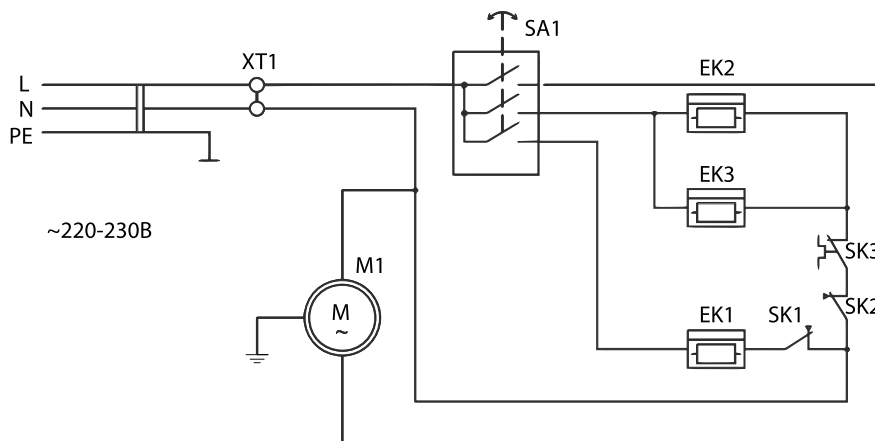 SA1
XT1
L
EK2
N
PE
EK3
~220-230В
SK3
M1
M
~
SK2
EK1
SK1